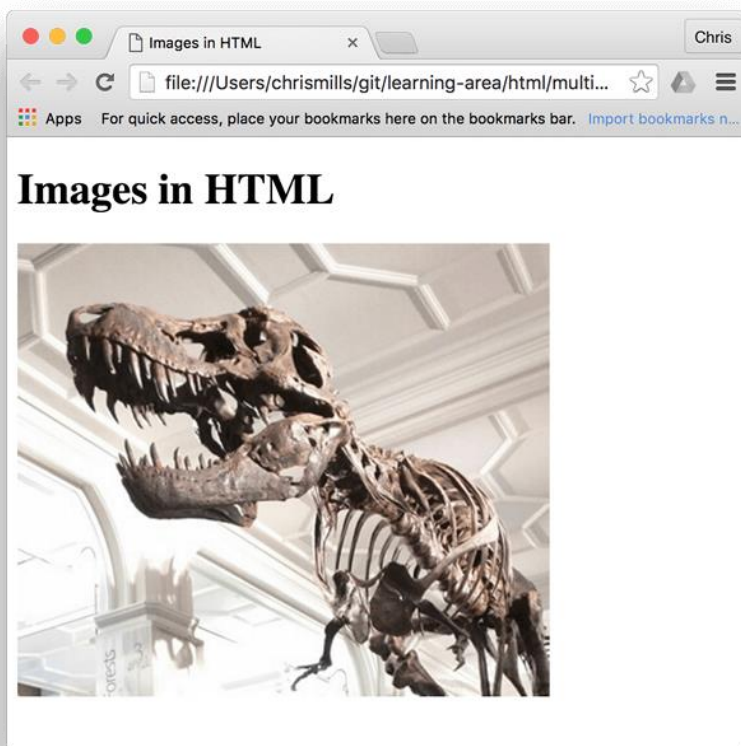 Images in HTML
Chris
file:///Users/chrismills/git/learning-area/html/multi...
Apps For quick access, place your bookmarks here on the bookmarks bar. Import bookmarks n...
Images in HTML
orests